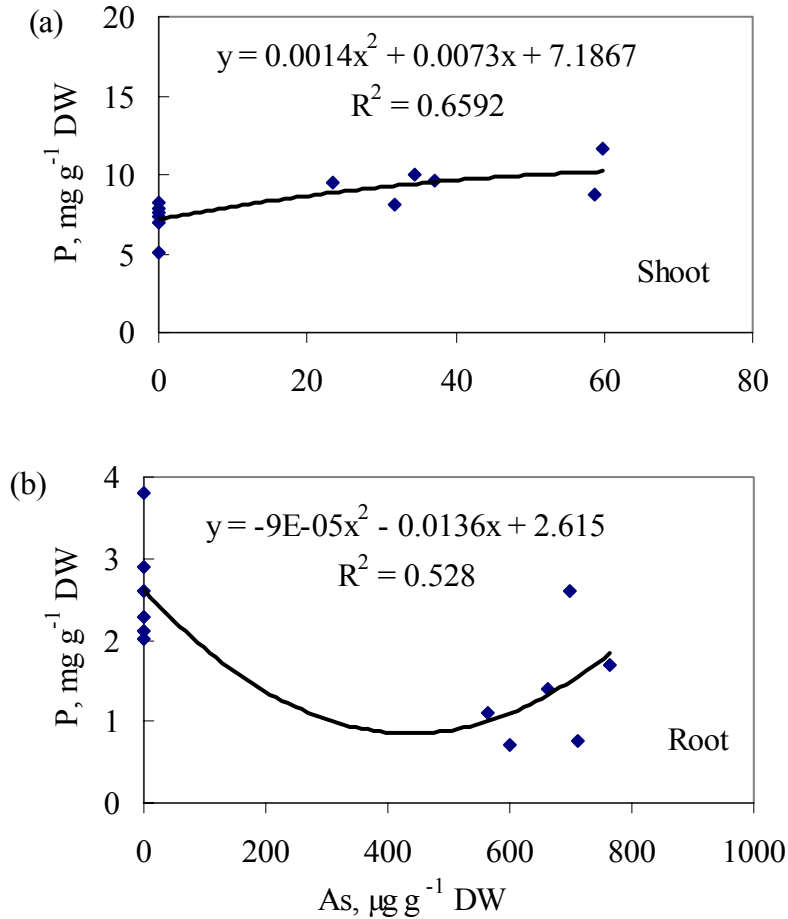 (a)
20
15
10
5
0
P, mg g⁻¹ DW
y = 0.0014x² + 0.0073x + 7.1867
R² = 0.6592
Shoot
0 20 40 60 80
(b)
4
3
2
1
0
P, mg g⁻¹ DW
y = -9E-05x² - 0.0136x + 2.615
R² = 0.528
Root
0 200 400 600 800 1000
As, µg g⁻¹ DW